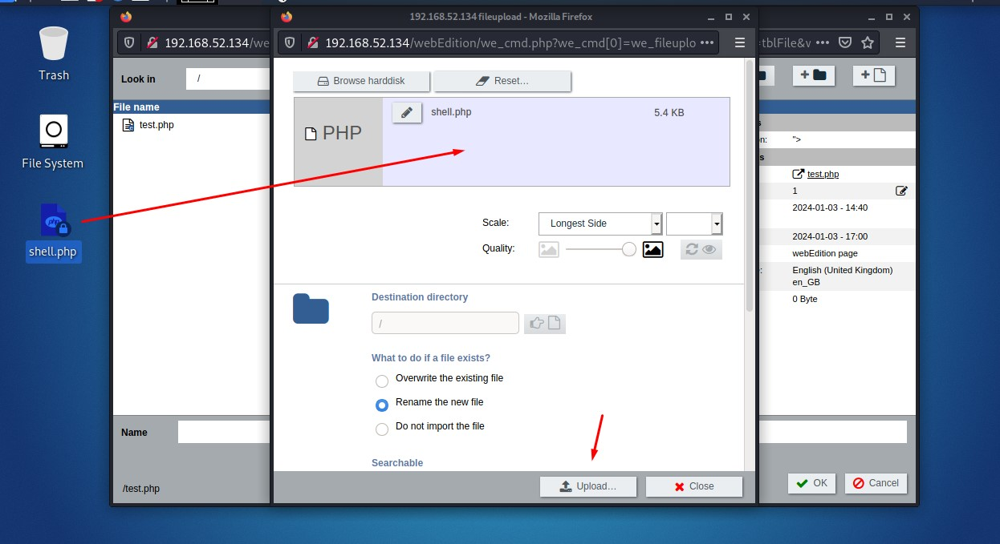 192.168.52.134 fileupload - Mozilla Firefox
192.168.52.134/we
192.168.52.134/webEdition/we_cmd.php?we_cmd[0]=we_fileuplo
=tblFile&v
Trash
File System
php
shell.php
Look in
/
File name
test.php
Name
/test.php
Browse harddisk
Reset…
PHP
shell.php
5.4 KB
Scale:
Longest Side
Quality:
Destination directory
/
What to do if a file exists?
Overwrite the existing file
Rename the new file
Do not import the file
Searchable
Upload…
Close
s
n:
">
s
test.php
1
2024-01-03 - 14:40
2024-01-03 - 17:00
webEdition page
:
English (United Kingdom)
en_GB
0 Byte
OK
Cancel